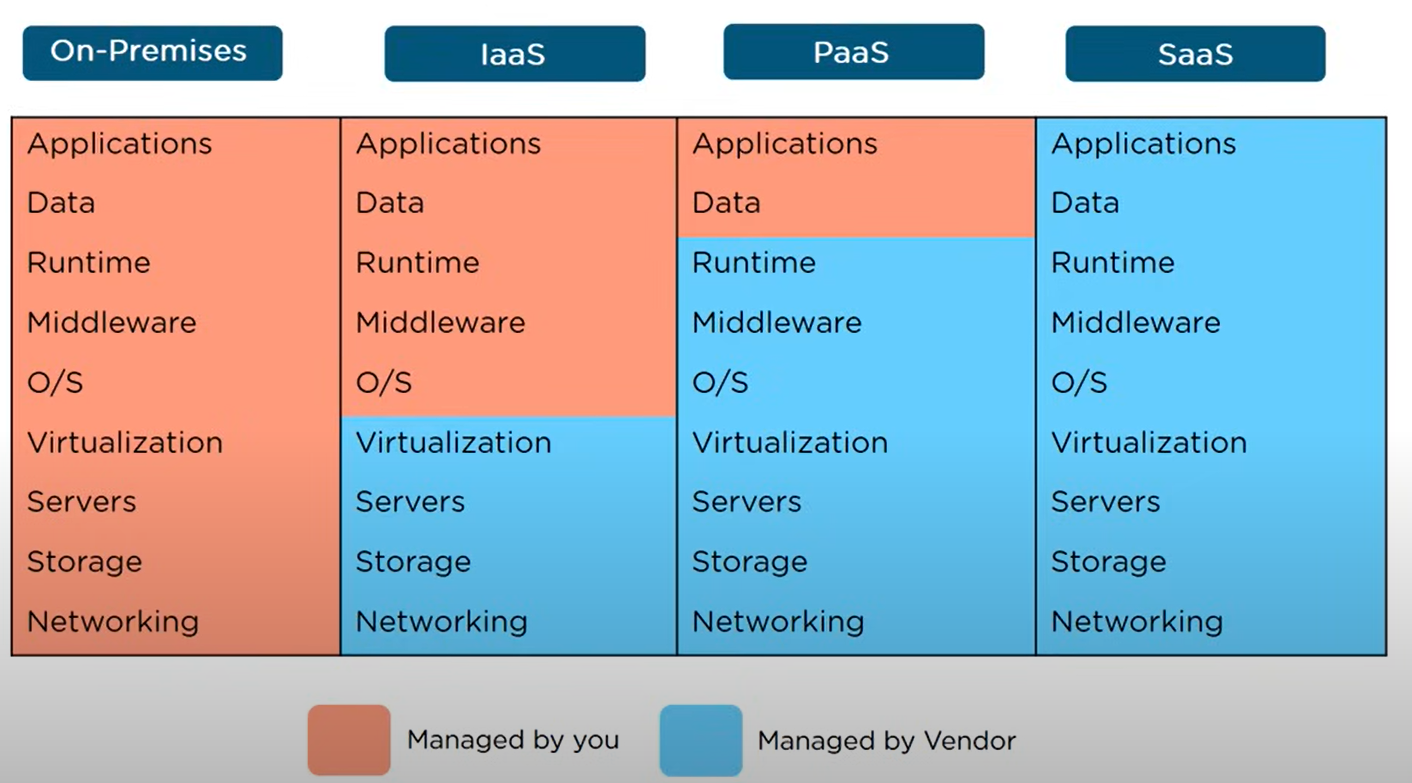 On-Premises IaaS PaaS SaaS
Applications Applications Applications Applications
Data Data Data Data
Runtime Runtime Runtime Runtime
Middleware Middleware Middleware Middleware
O/S O/S O/S O/S
Virtualization Virtualization Virtualization Virtualization
Servers Servers Servers Servers
Storage Storage Storage Storage
Networking Networking Networking Networking
Managed by you Managed by Vendor